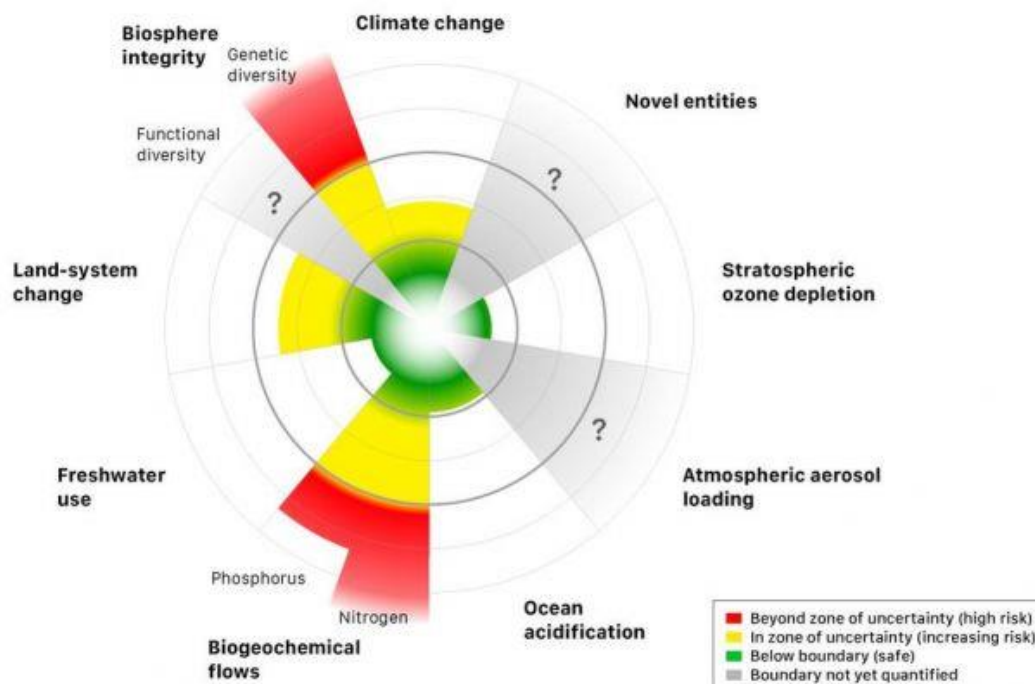 Climate change
Biosphere
integrity
Genetic
diversity
Novel entities
Functional
diversity
?
?
Land-system
change
Stratospheric
ozone depletion
?
Freshwater
use
Atmospheric aerosol
loading
Phosphorus
Nitrogen
Ocean
acidification
Biogeochemical
flows
Beyond zone of uncertainty (high risk)
In zone of uncertainty (increasing risk)
Below boundary (safe)
Boundary not yet quantified